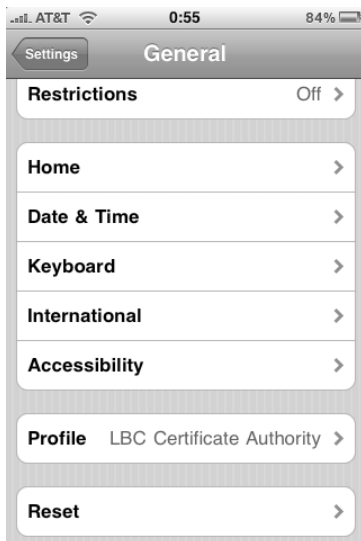 AT&T 0:55 84%
Settings General
Restrictions Off
Home
Date & Time
Keyboard
International
Accessibility
Profile LBC Certificate Authority
Reset